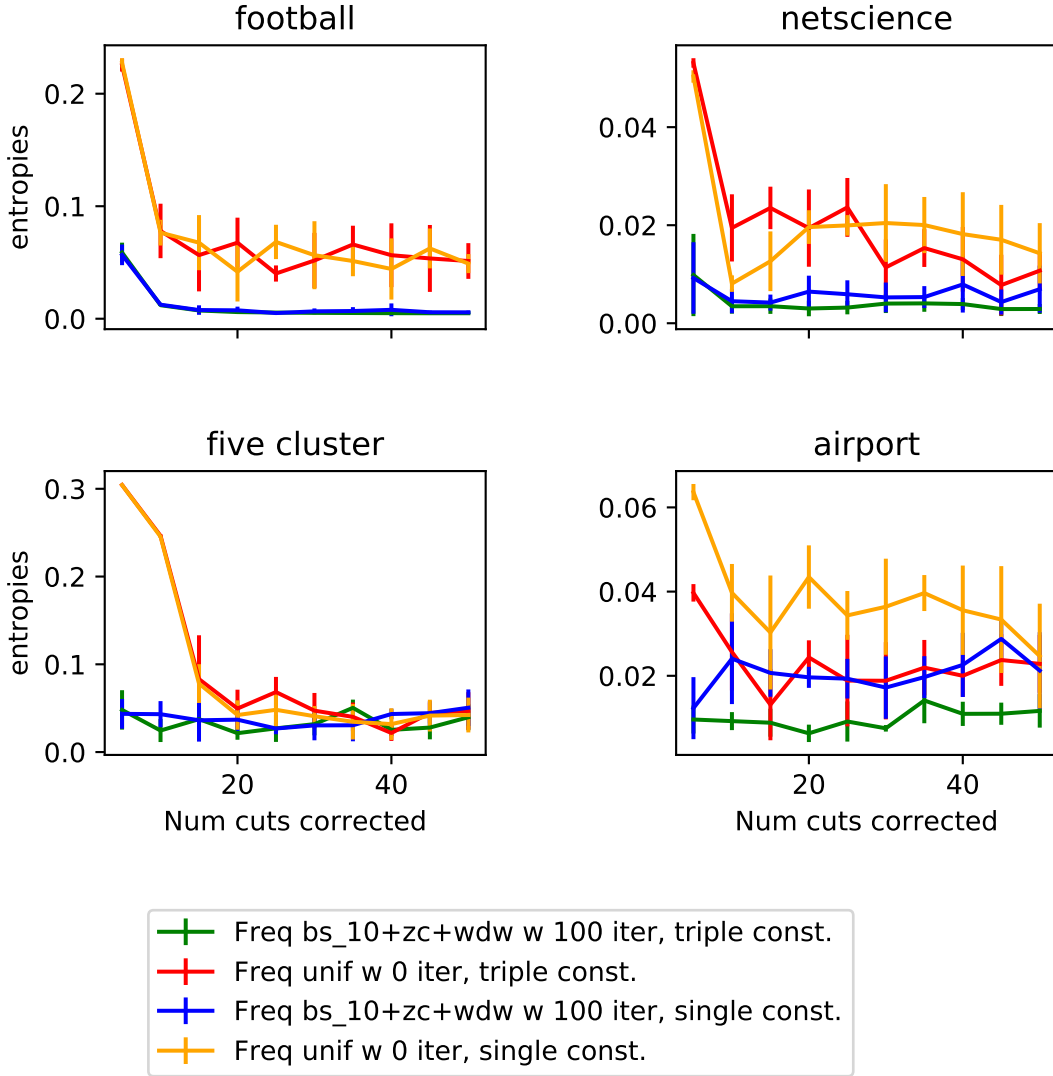 football
netscience
entropies
0.2
0.1
0.0
0.04
0.02
0.00
five cluster
airport
entropies
0.3
0.2
0.1
0.0
0.06
0.04
0.02
20
40
20
40
Num cuts corrected
Num cuts corrected
Freq bs_10+zc+wdw w 100 iter, triple const.
Freq unif w 0 iter, triple const.
Freq bs_10+zc+wdw w 100 iter, single const.
Freq unif w 0 iter, single const.